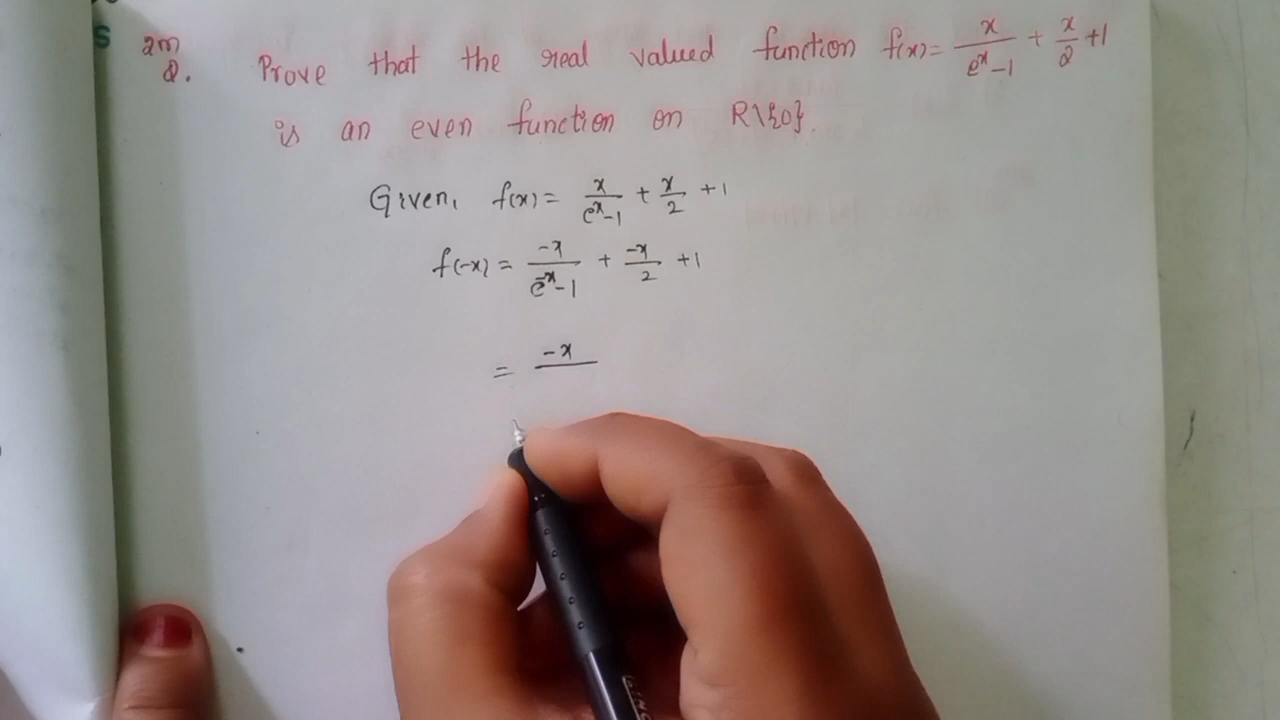 S
2m
2. Prove that the real valued function f(x) = x/(e^x-1) + x/2 + 1
is an even function on R\{0}.
Given, f(x) = x/(e^x-1) + x/2 + 1
f(-x) = -x/(e^-x-1) + -x/2 + 1
= -x